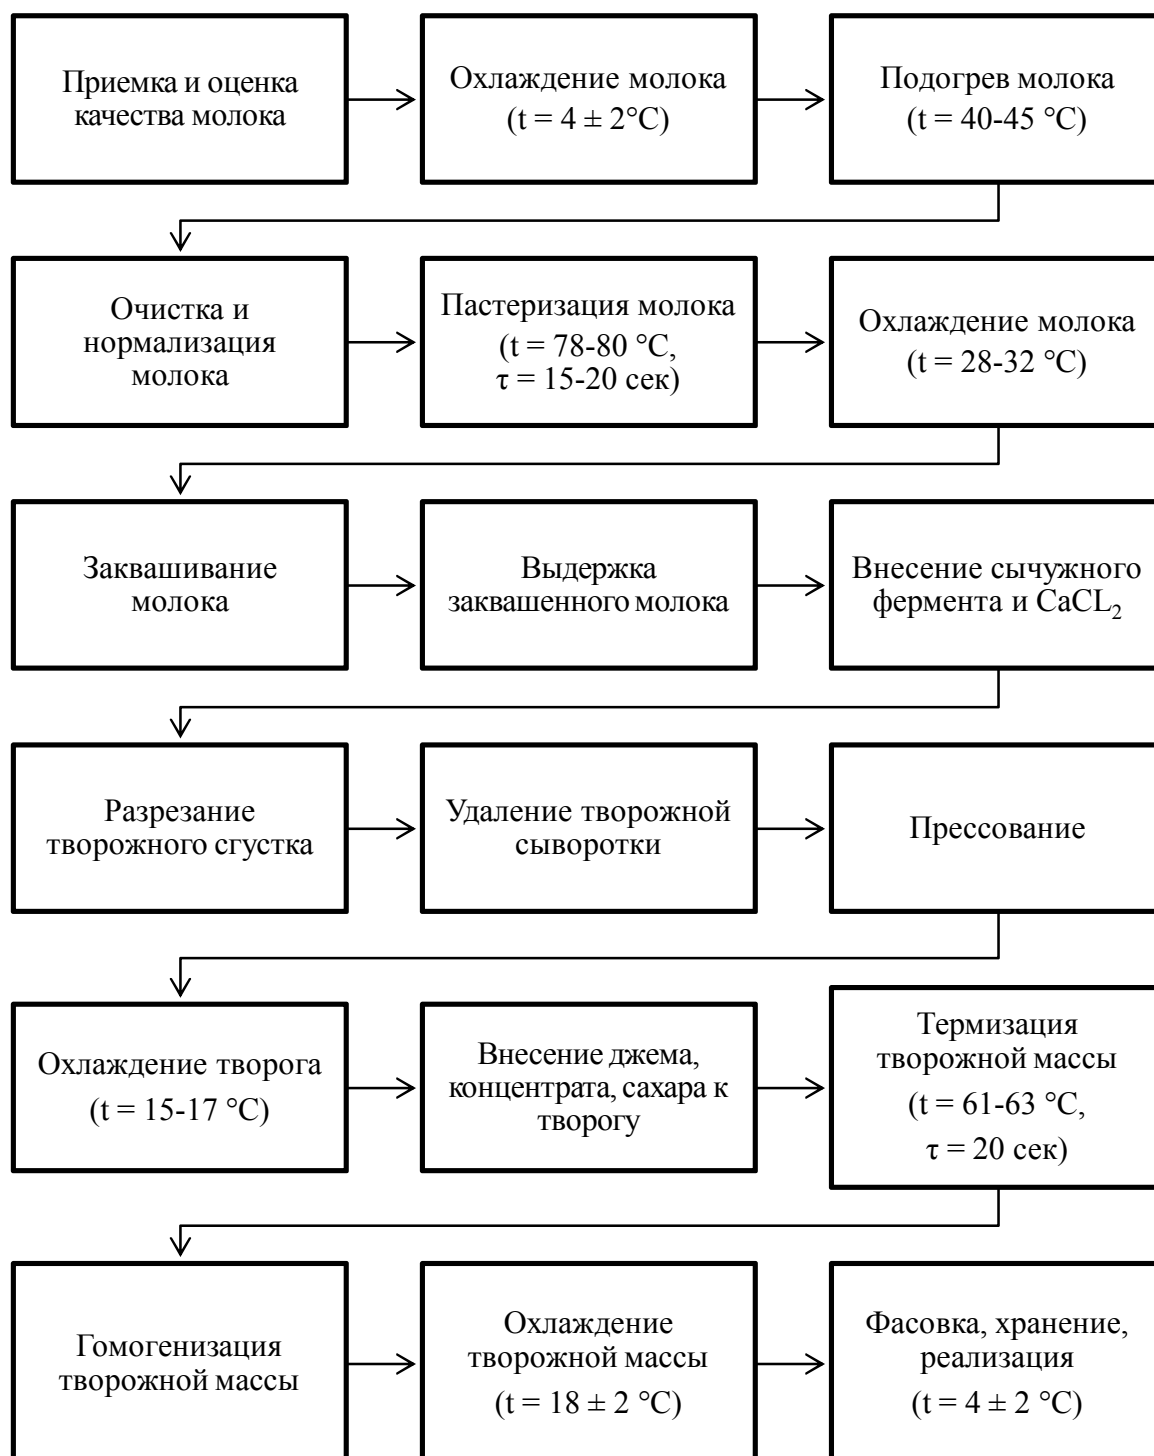 Приемка и оценка
качества молока
Охлаждение молока
(t = 4 ± 2°C)
Подогрев молока
(t = 40-45 °C)
Очистка и
нормализация
молока
Пастеризация молока
(t = 78-80 °C,
τ = 15-20 сек)
Охлаждение молока
(t = 28-32 °C)
Заквашивание
молока
Выдержка
заквашенного молока
Внесение сычужного
фермента и CaCL₂
Разрезание
творожного сгустка
Удаление творожной
сыворотки
Прессование
Охлаждение творога
(t = 15-17 °C)
Внесение джема,
концентрата, сахара к
творогу
Термизация
творожной массы
(t = 61-63 °C,
τ = 20 сек)
Гомогенизация
творожной массы
Охлаждение
творожной массы
(t = 18 ± 2 °C)
Фасовка, хранение,
реализация
(t = 4 ± 2 °C)